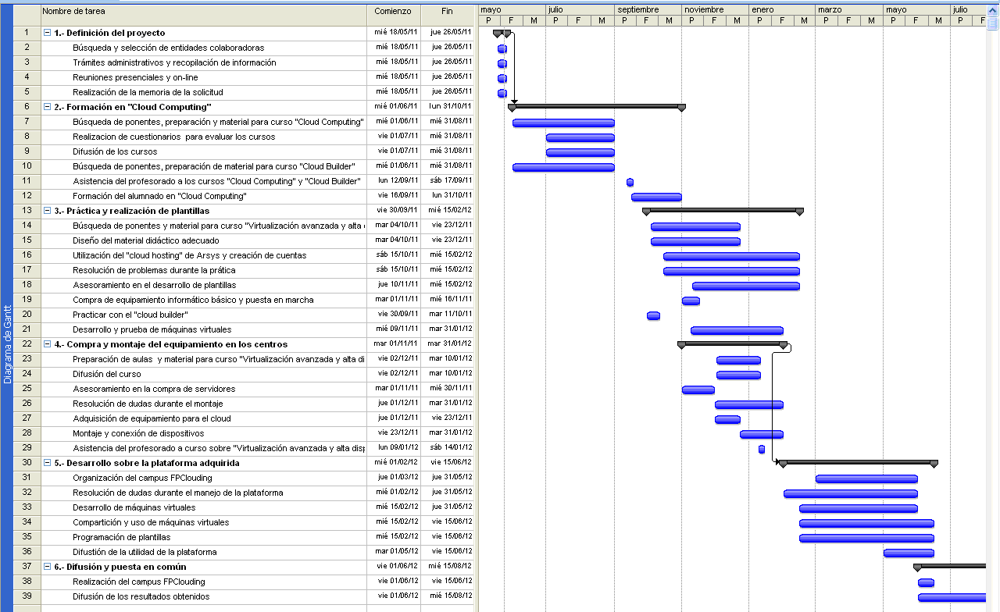 Nombre de tarea Comienzo Fin mayo julio septiembre noviembre enero marzo mayo julio
P F M P F M P F M P F M P F M P F M P F M P F
1 1.- Definición del proyecto mié 18/05/11 jue 26/05/11
2 Búsqueda y selección de entidades colaboradoras mié 18/05/11 jue 26/05/11
3 Trámites administrativos y recopilación de información mié 18/05/11 jue 26/05/11
4 Reuniones presenciales y on-line mié 18/05/11 jue 26/05/11
5 Realización de la memoria de la solicitud mié 18/05/11 jue 26/05/11
6 2.- Formación en "Cloud Computing" mié 01/06/11 lun 31/10/11
7 Búsqueda de ponentes, preparación y material para curso "Cloud Computing" mié 01/06/11 mié 31/08/11
8 Realizacion de cuestionarios para evaluar los cursos vie 01/07/11 mié 31/08/11
9 Difusión de los cursos vie 01/07/11 mié 31/08/11
10 Búsqueda de ponentes, preparación de material para curso "Cloud Builder" mié 01/06/11 mié 31/08/11
11 Asistencia del profesorado a los cursos "Cloud Computing" y "Cloud Builder" lun 12/09/11 sáb 17/09/11
12 Formación del alumnado en "Cloud Computing" vie 16/09/11 lun 31/10/11
13 3.- Práctica y realización de plantillas vie 30/09/11 mié 15/02/12
14 Búsqueda de ponentes y material para curso "Virtualización avanzada y alta mar 04/10/11 vie 23/12/11
15 Diseño del material didáctico adecuado mar 04/10/11 vie 23/12/11
16 Utilización del "cloud hosting" de Arsys y creación de cuentas sáb 15/10/11 mié 15/02/12
17 Resolución de problemas durante la prática sáb 15/10/11 mié 15/02/12
18 Asesoramiento en el desarrollo de plantillas jue 10/11/11 mié 15/02/12
19 Compra de equipamiento informático básico y puesta en marcha mar 01/11/11 mié 16/11/11
20 Practicar con el "cloud builder" vie 30/09/11 mar 11/10/11
21 Desarrollo y prueba de máquinas virtuales mié 09/11/11 mar 31/01/12
22 4.- Compra y montaje del equipamiento en los centros mar 01/11/11 mar 31/01/12
23 Preparación de aulas y material para curso "Virtualización avanzada y alta di vie 02/12/11 mar 10/01/12
24 Difusión del curso vie 02/12/11 mar 10/01/12
25 Asesoramiento en la compra de servidores mar 01/11/11 mié 30/11/11
26 Resolución de dudas durante el montaje jue 01/12/11 mar 31/01/12
27 Adquisición de equipamiento para el cloud jue 01/12/11 vie 23/12/11
28 Montaje y conexión de dispositivos vie 23/12/11 mar 31/01/12
29 Asistencia del profesorado a curso sobre "Virtualización avanzada y alta disp lun 09/01/12 sáb 14/01/12
30 5.- Desarrollo sobre la plataforma adquirida mié 01/02/12 vie 15/06/12
31 Organización del campus FPClouding jue 01/03/12 jue 31/05/12
32 Resolución de dudas durante el manejo de la plataforma mié 01/02/12 jue 31/05/12
33 Desarrollo de máquinas virtuales mié 15/02/12 jue 31/05/12
34 Compartición y uso de máquinas virtuales mié 15/02/12 vie 15/06/12
35 Programación de plantillas mié 15/02/12 vie 15/06/12
36 Difustión de la utilidad de la plataforma mar 01/05/12 vie 15/06/12
37 6.- Difusión y puesta en común vie 01/06/12 mié 15/08/12
38 Realización del campus FPClouding vie 01/06/12 vie 15/06/12
39 Difusión de los resultados obtenidos vie 01/06/12 mié 15/08/12
Diagrama de Gantt